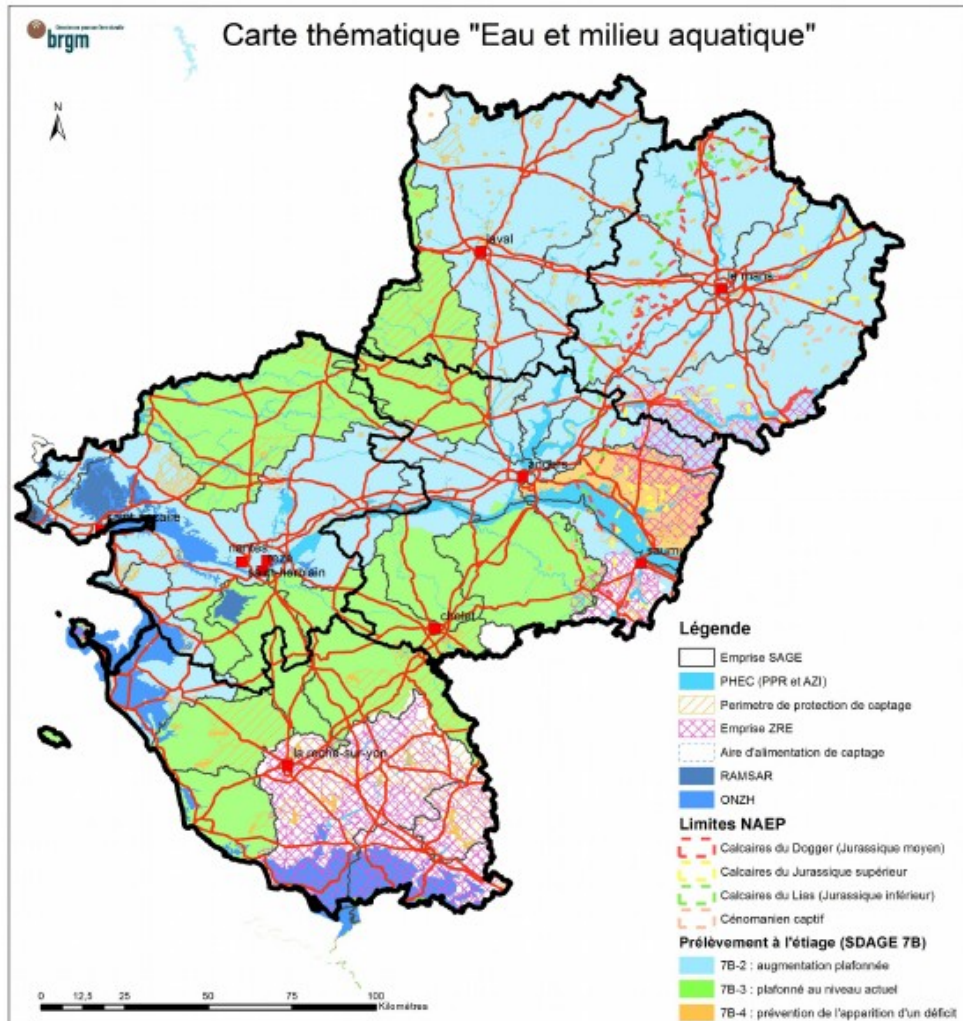 brgm
Carte thématique "Eau et milieu aquatique"
N
laval
le mans
angers
nantes
saint-herblain
cholet
la roche-sur-yon
Légende
Emprise SAGE
PHEC (PPR et AZI)
Perimetre de protection de captage
Emprise ZRE
Aire d'alimentation de captage
RAMSAR
ONZH
Limites NAEP
Calcaires du Dogger (Jurassique moyen)
Calcaires du Jurassique supérieur
Calcaires du Lias (Jurassique inférieur)
Cénomanien captif
Prélèvement à l'étiage (SDAGE 7B)
7B-2 : augmentation plafonnée
7B-3 : plafonné au niveau actuel
7B-4 : prévention de l'apparition d'un déficit
0 12,5 25 50 75 100
Kilomètres